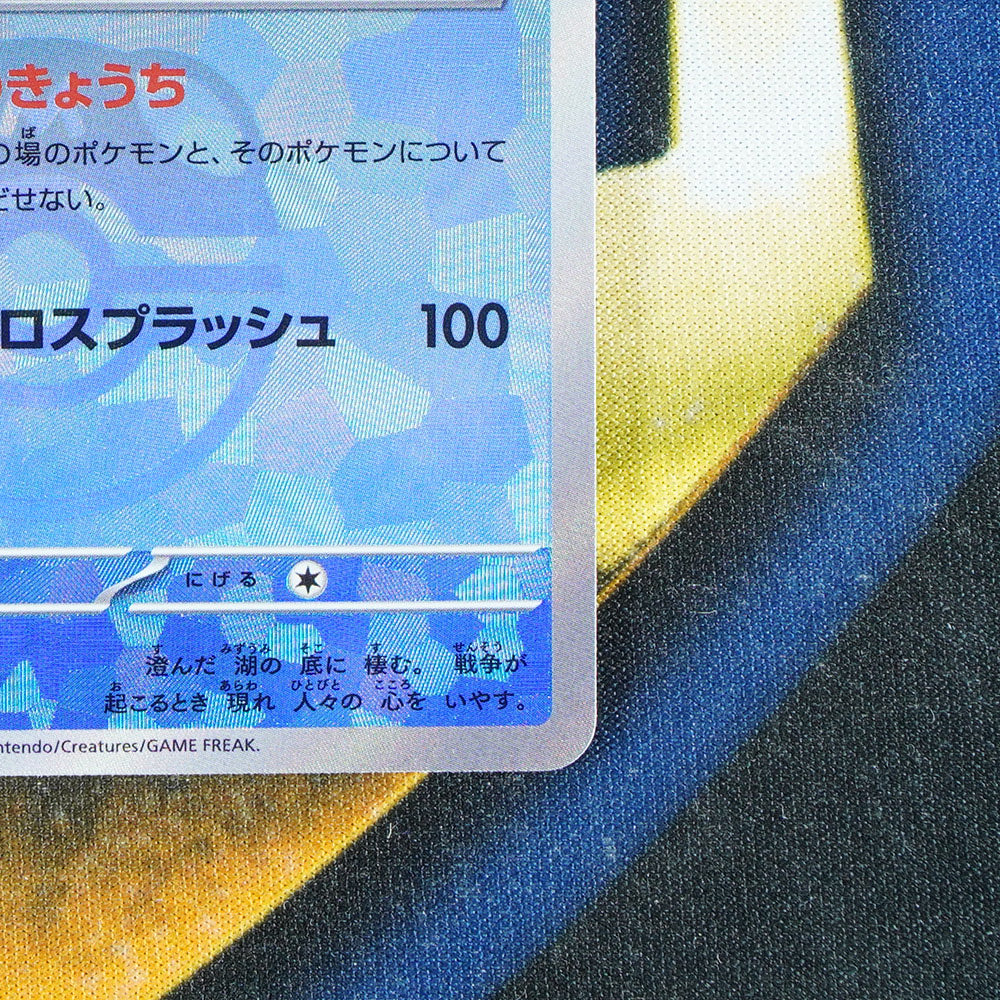 きょうち
の場のポケモンと、そのポケモンについて
どせない。
ロスプラッシュ 100
にげる
澄んだ 湖の 底に 棲む。 戦争が
起こるとき 現れ 人々の 心を いやす。
ntendo/Creatures/GAME FREAK.